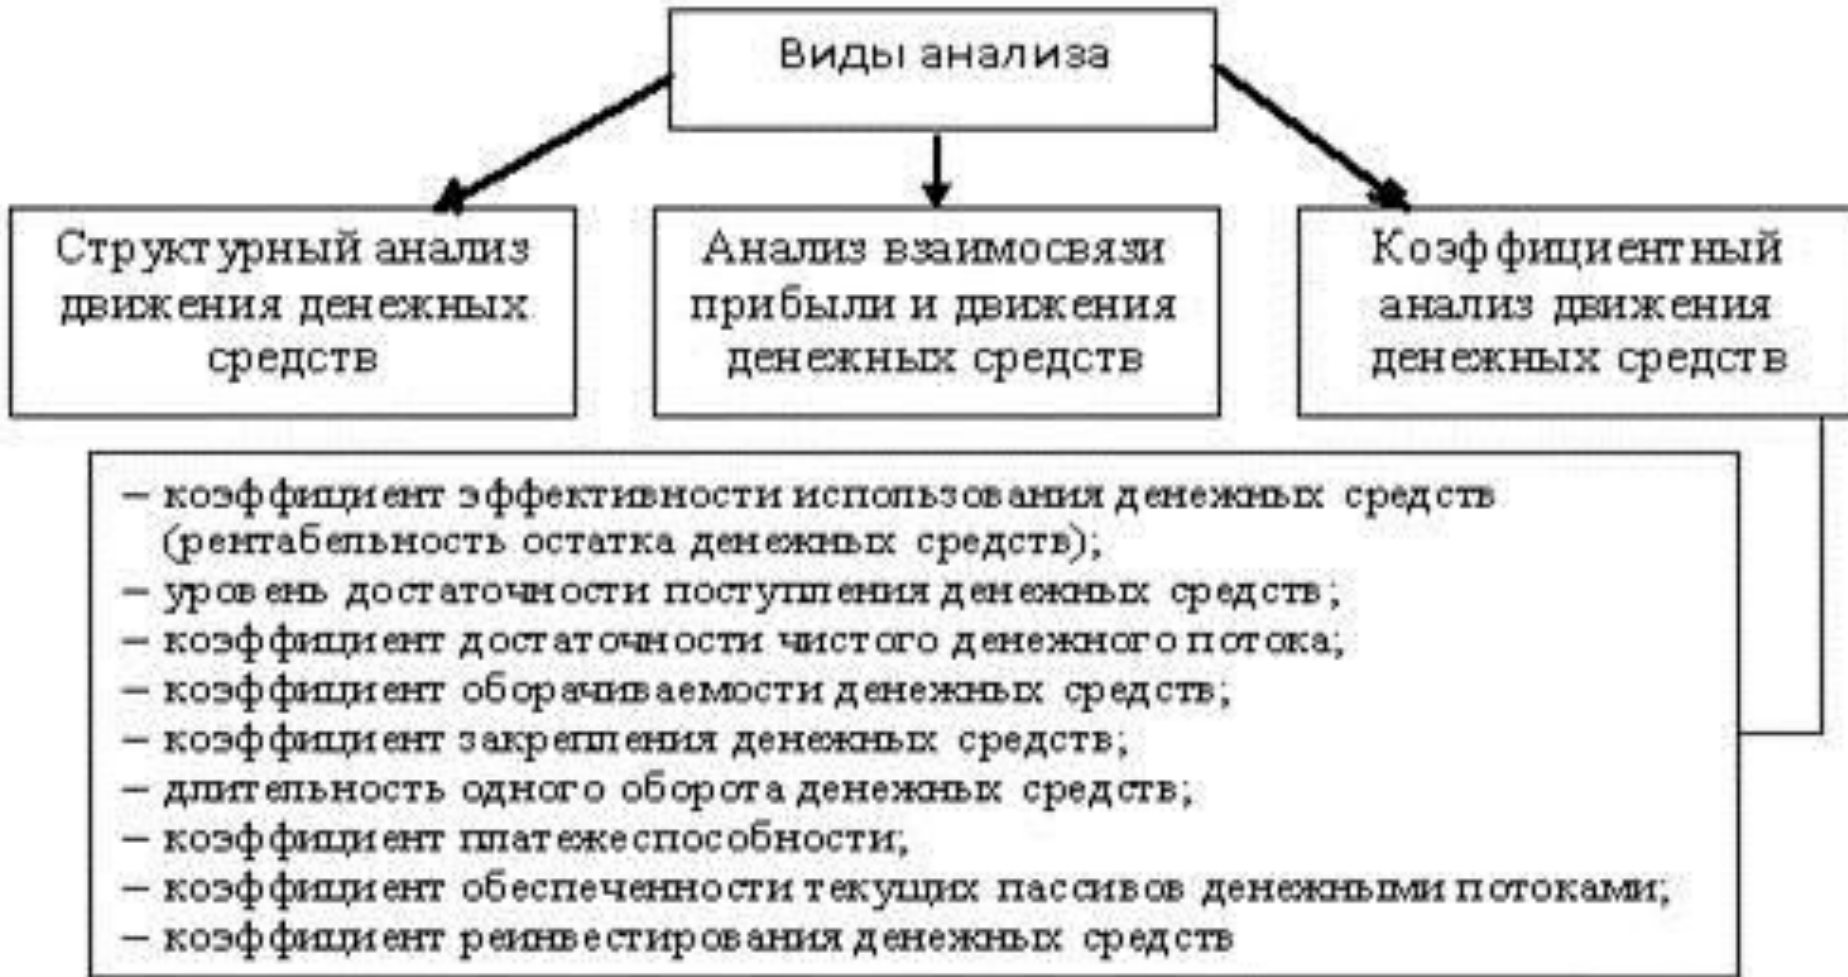 Виды анализа
Структурный анализ
движения денежных
средств
Анализ взаимосвязи
прибыли и движения
денежных средств
Коэффициентный
анализ движения
денежных средств
– коэффициент эффективности использования денежных средств
(рентабельность остатка денежных средств);
– уровень достаточности поступления денежных средств;
– коэффициент достаточности чистого денежного потока;
– коэффициент оборачиваемости денежных средств;
– коэффициент закрепления денежных средств;
– длительность одного оборота денежных средств;
– коэффициент платежеспособности;
– коэффициент обеспеченности текущих пассивов денежными потоками;
– коэффициент реинвестирования денежных средств